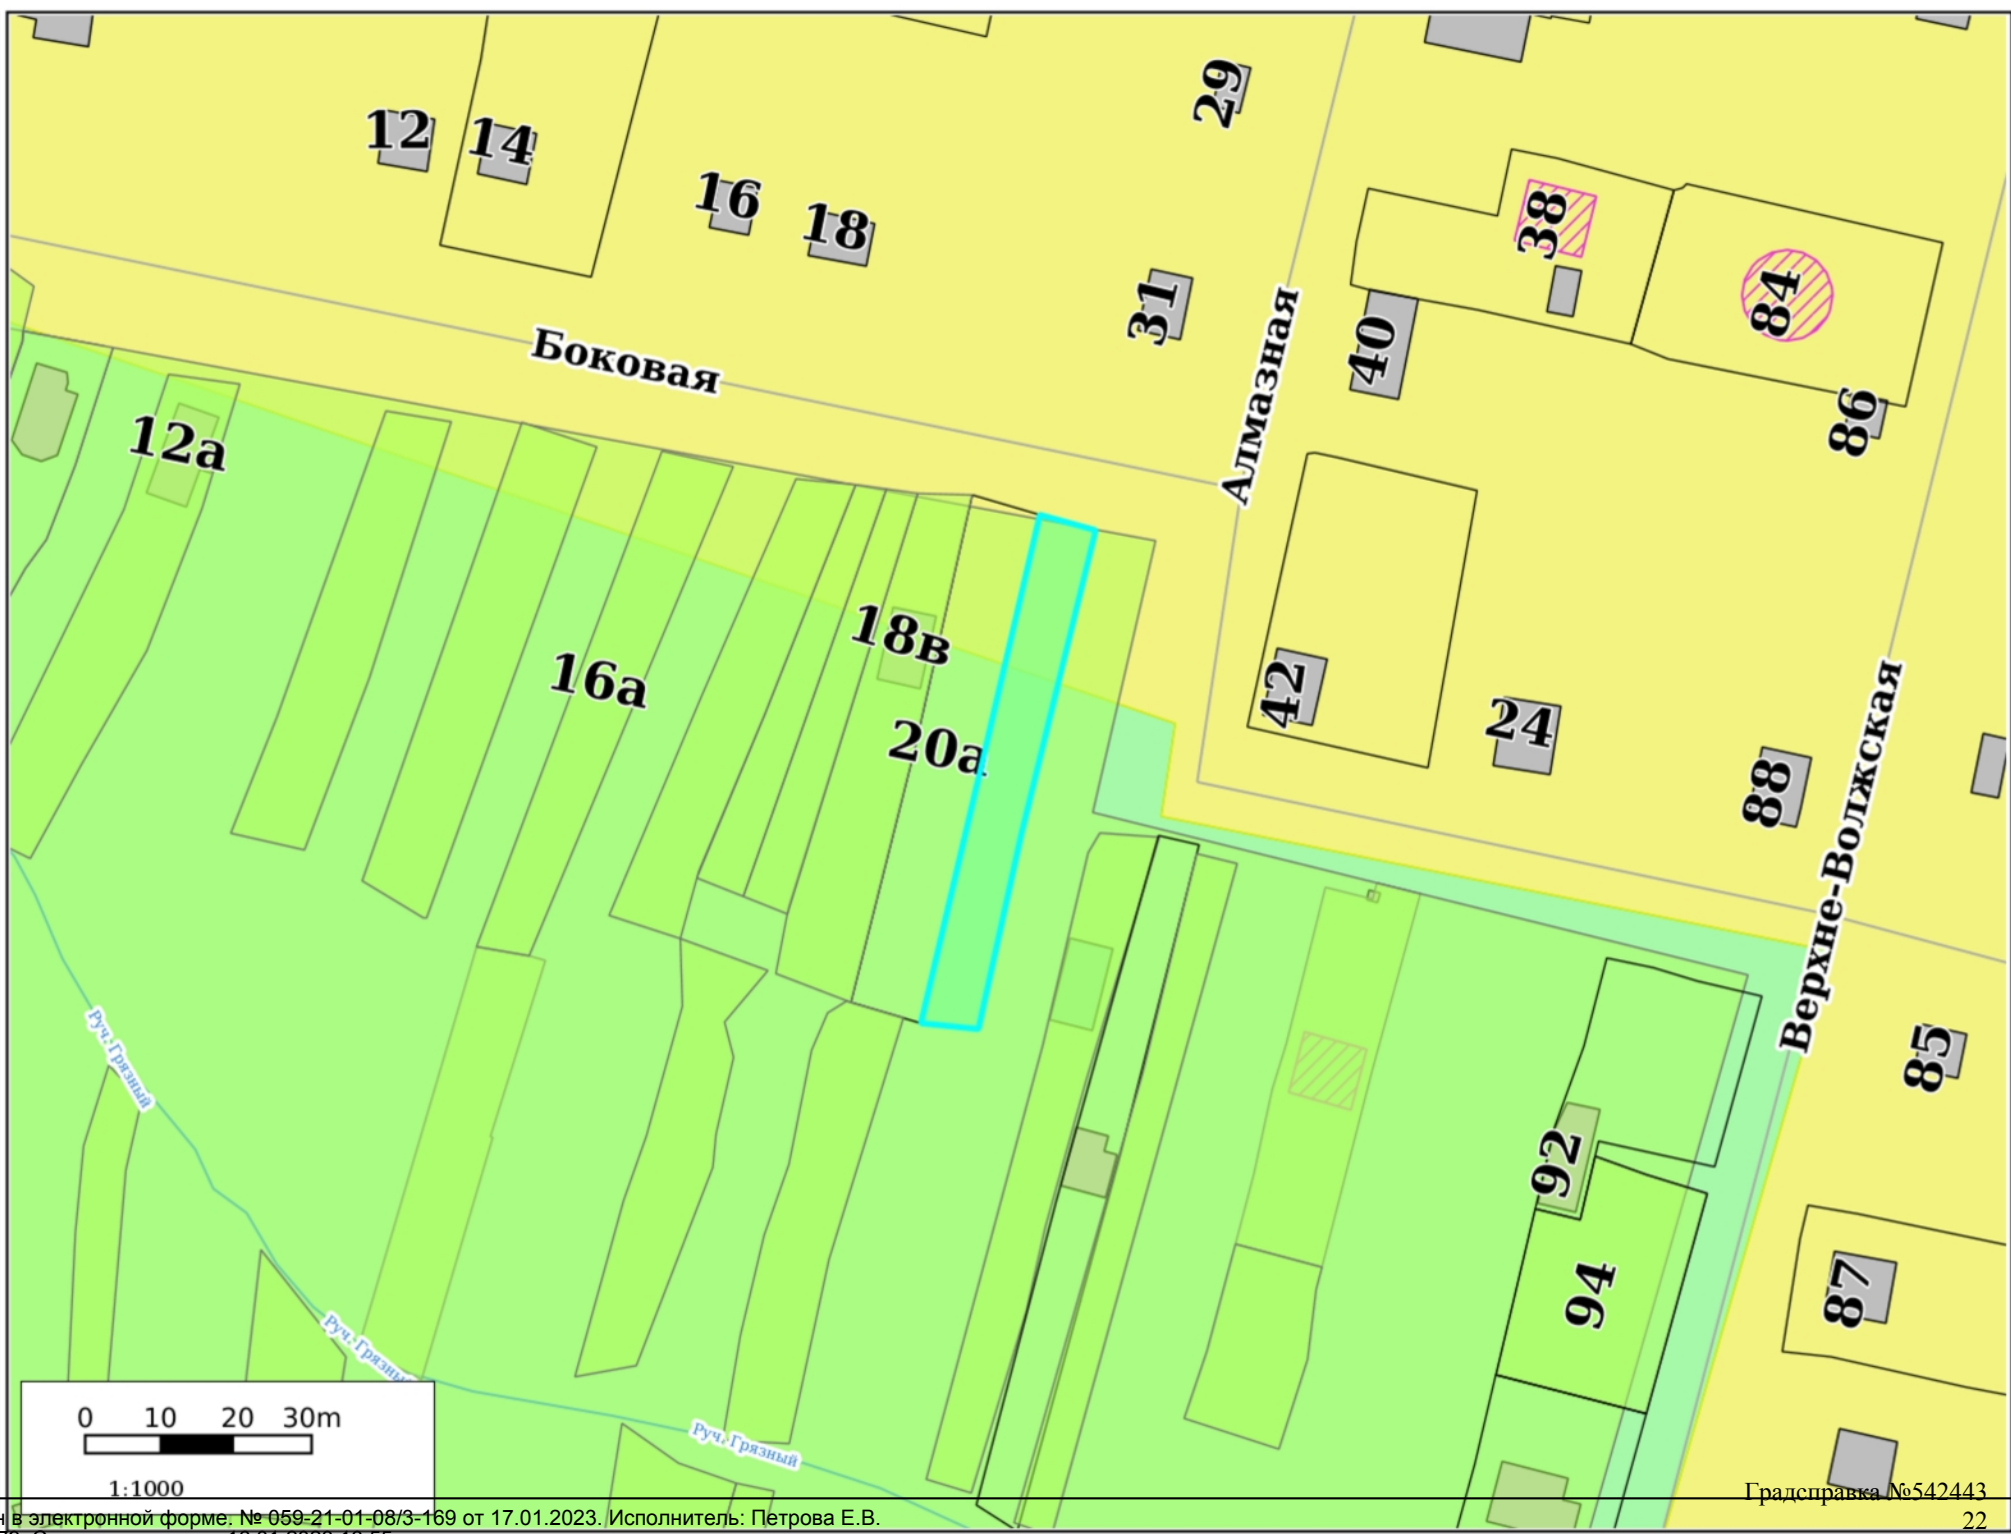 29
12
14
16
18
38
31
84
Боковая
Алмазная
40
86
12а
18в
16а
42
20а
24
88
Верхне-Волжская
Руч. Грязный
85
92
94
87
Руч. Грязный
Руч. Грязный
0 10 20 30m
1:1000
Градсправка №542443
в электронной форме. № 059-21-01-08/3-169 от 17.01.2023. Исполнитель: Петрова Е.В.
22